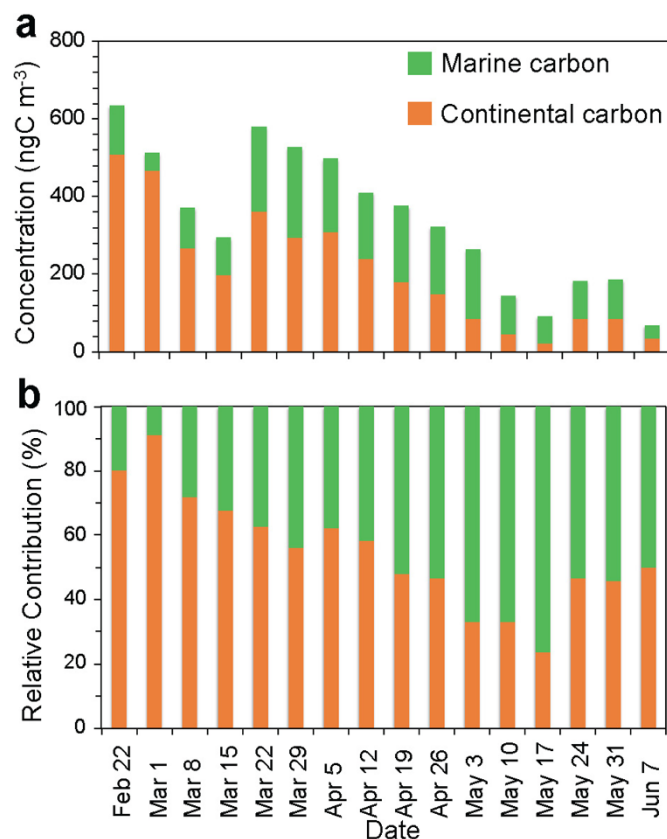 a
800
600
400
200
0
Concentration (ngC m⁻³)
Marine carbon
Continental carbon
b
100
80
60
40
20
0
Relative Contribution (%)
Feb 22
Mar 1
Mar 8
Mar 15
Mar 22
Mar 29
Apr 5
Apr 12
Apr 19
Apr 26
May 3
May 10
May 17
May 24
May 31
Jun 7
Date